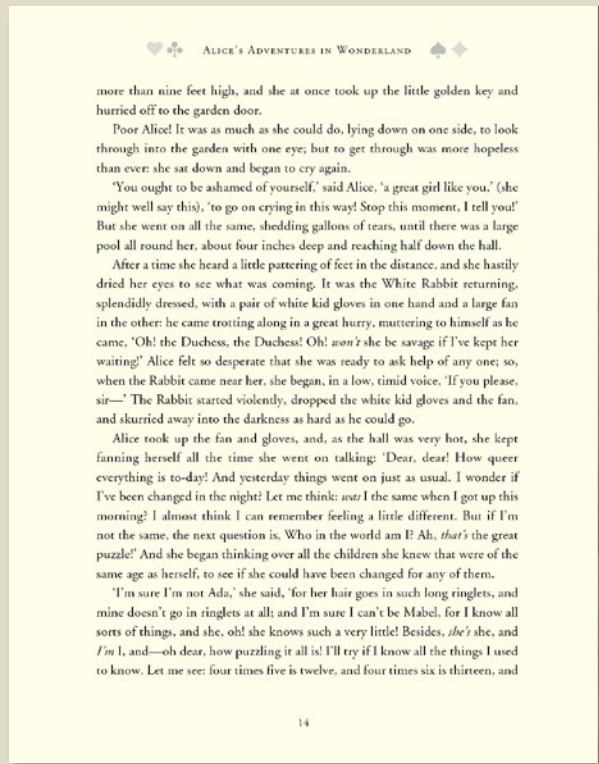 ALICE'S ADVENTURES IN WONDERLAND
more than nine feet high, and she at once took up the little golden key and
hurried off to the garden door.
Poor Alice! It was as much as she could do, lying down on one side, to look
through into the garden with one eye; but to get through was more hopeless
than ever: she sat down and began to cry again.
'You ought to be ashamed of yourself,' said Alice, 'a great girl like you,' (she
might well say this), 'to go on crying in this way! Stop this moment, I tell you!'
But she went on all the same, shedding gallons of tears, until there was a large
pool all round her, about four inches deep and reaching half down the hall.
After a time she heard a little pattering of feet in the distance, and she hastily
dried her eyes to see what was coming. It was the White Rabbit returning,
splendidly dressed, with a pair of white kid gloves in one hand and a large fan
in the other: he came trotting along in a great hurry, muttering to himself as he
came, 'Oh! the Duchess, the Duchess! Oh! won't she be savage if I've kept her
waiting!' Alice felt so desperate that she was ready to ask help of any one; so,
when the Rabbit came near her, she began, in a low, timid voice, 'If you please,
sir—' The Rabbit started violently, dropped the white kid gloves and the fan,
and skurried away into the darkness as hard as he could go.
Alice took up the fan and gloves, and, as the hall was very hot, she kept
fanning herself all the time she went on talking: 'Dear, dear! How queer
everything is to-day! And yesterday things went on just as usual. I wonder if
I've been changed in the night? Let me think: was I the same when I got up this
morning? I almost think I can remember feeling a little different. But if I'm
not the same, the next question is, Who in the world am I? Ah, that's the great
puzzle!' And she began thinking over all the children she knew that were of the
same age as herself, to see if she could have been changed for any of them.
'I'm sure I'm not Ada,' she said, 'for her hair goes in such long ringlets, and
mine doesn't go in ringlets at all; and I'm sure I can't be Mabel, for I know all
sorts of things, and she, oh! she knows such a very little! Besides, she's she, and
I'm I, and—oh dear, how puzzling it all is! I'll try if I know all the things I used
to know. Let me see: four times five is twelve, and four times six is thirteen, and
14